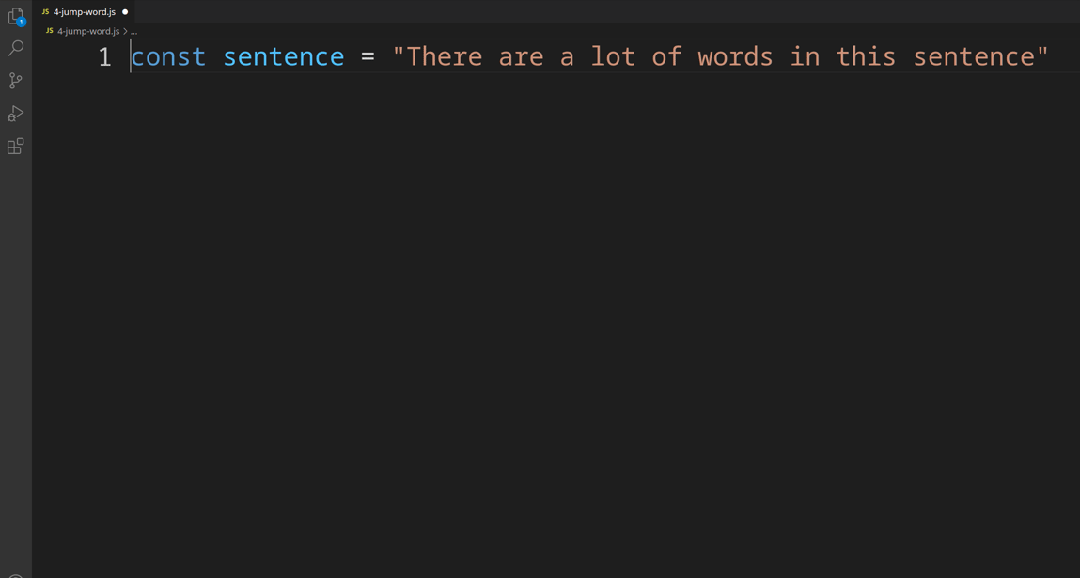 JS 4-jump-word.js ●
JS 4-jump-word.js > ...
1 const sentence = "There are a lot of words in this sentence"
1